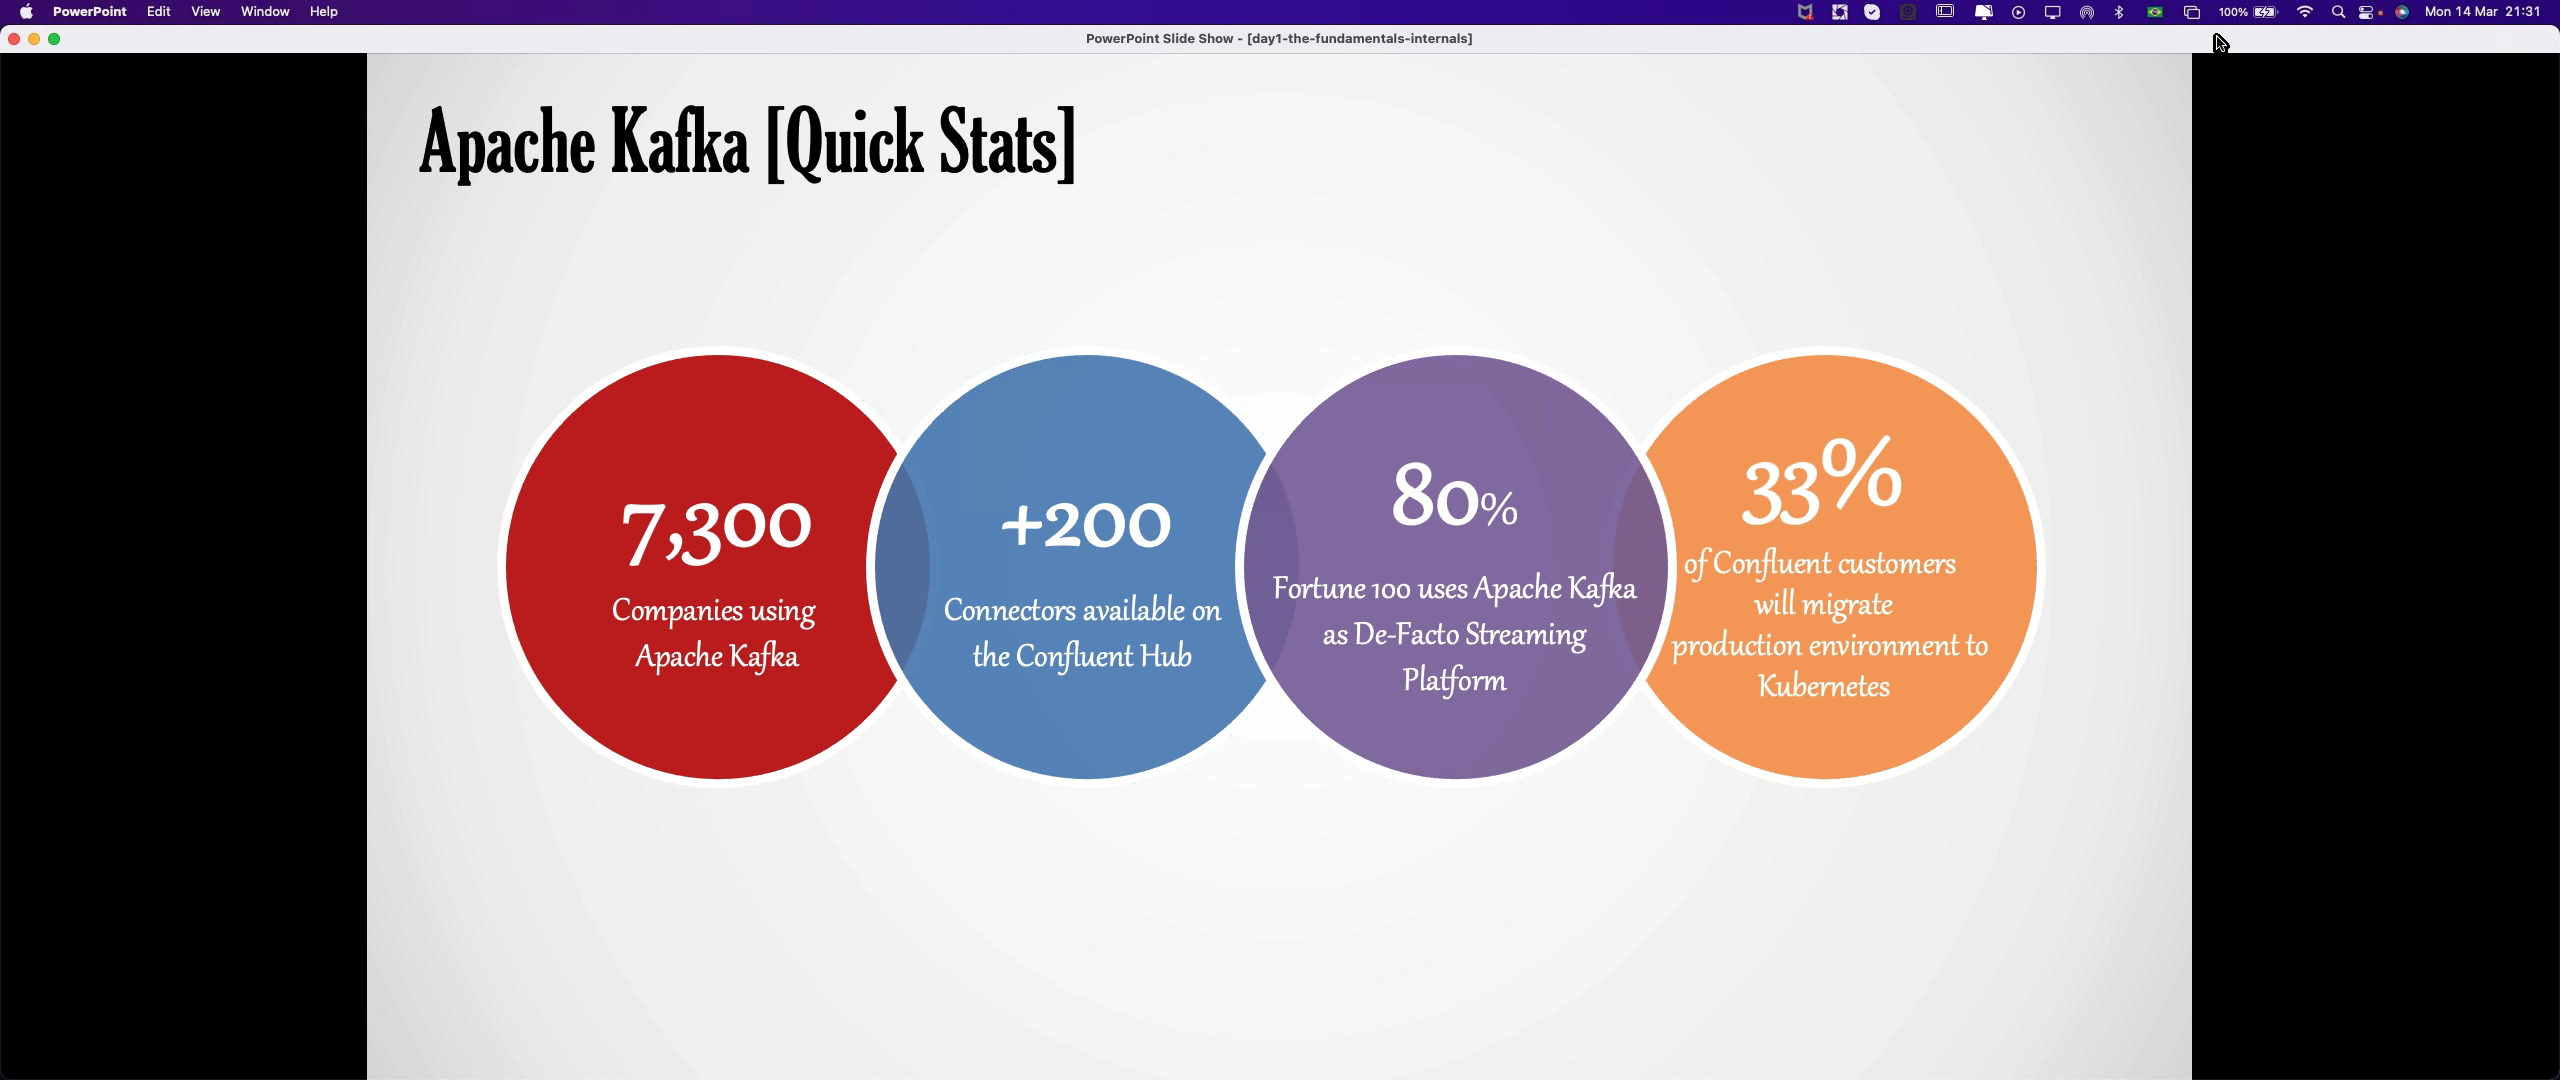 PowerPoint Edit View Window Help
100% Mon 14 Mar 21:31
PowerPoint Slide Show - [day1-the-fundamentals-internals]
Apache Kafka [Quick Stats]
7,300
Companies using
Apache Kafka
+200
Connectors available on
the Confluent Hub
80%
Fortune 100 uses Apache Kafka
as De-Facto Streaming
Platform
33%
of Confluent customers
will migrate
production environment to
Kubernetes